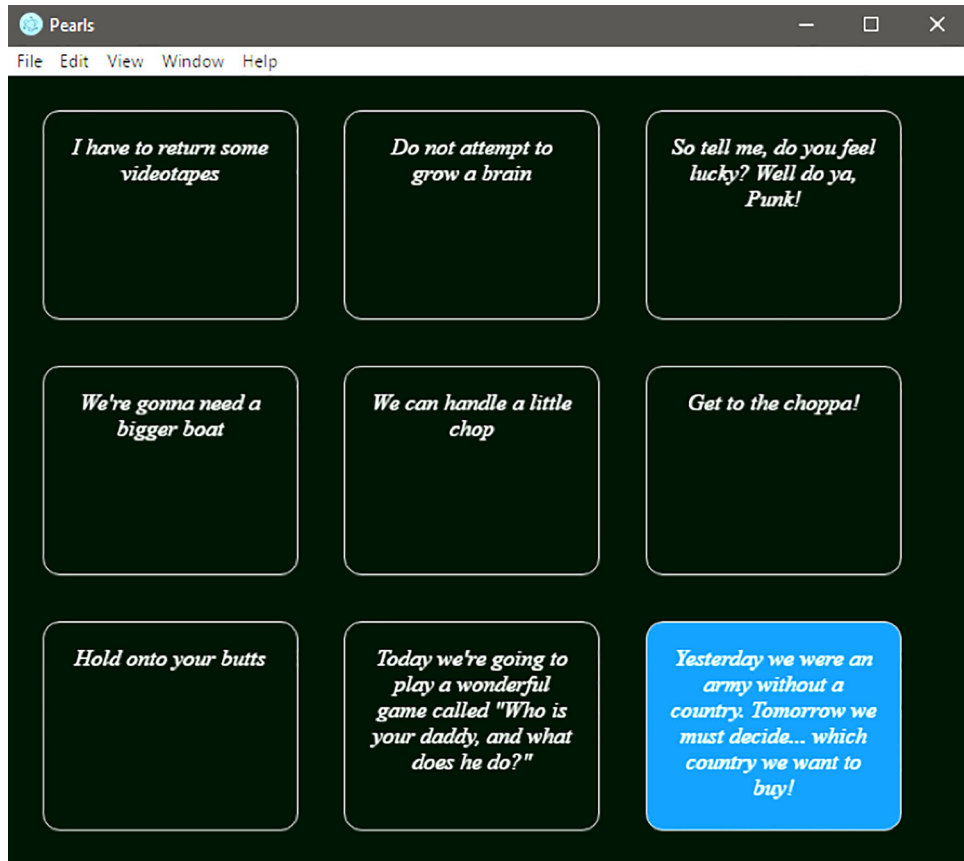 Pearls
File Edit View Window Help
I have to return some
videotapes
Do not attempt to
grow a brain
So tell me, do you feel
lucky? Well do ya,
Punk!
We're gonna need a
bigger boat
We can handle a little
chop
Get to the choppa!
Hold onto your butts
Today we're going to
play a wonderful
game called "Who is
your daddy, and what
does he do?"
Yesterday we were an
army without a
country. Tomorrow we
must decide... which
country we want to
buy!